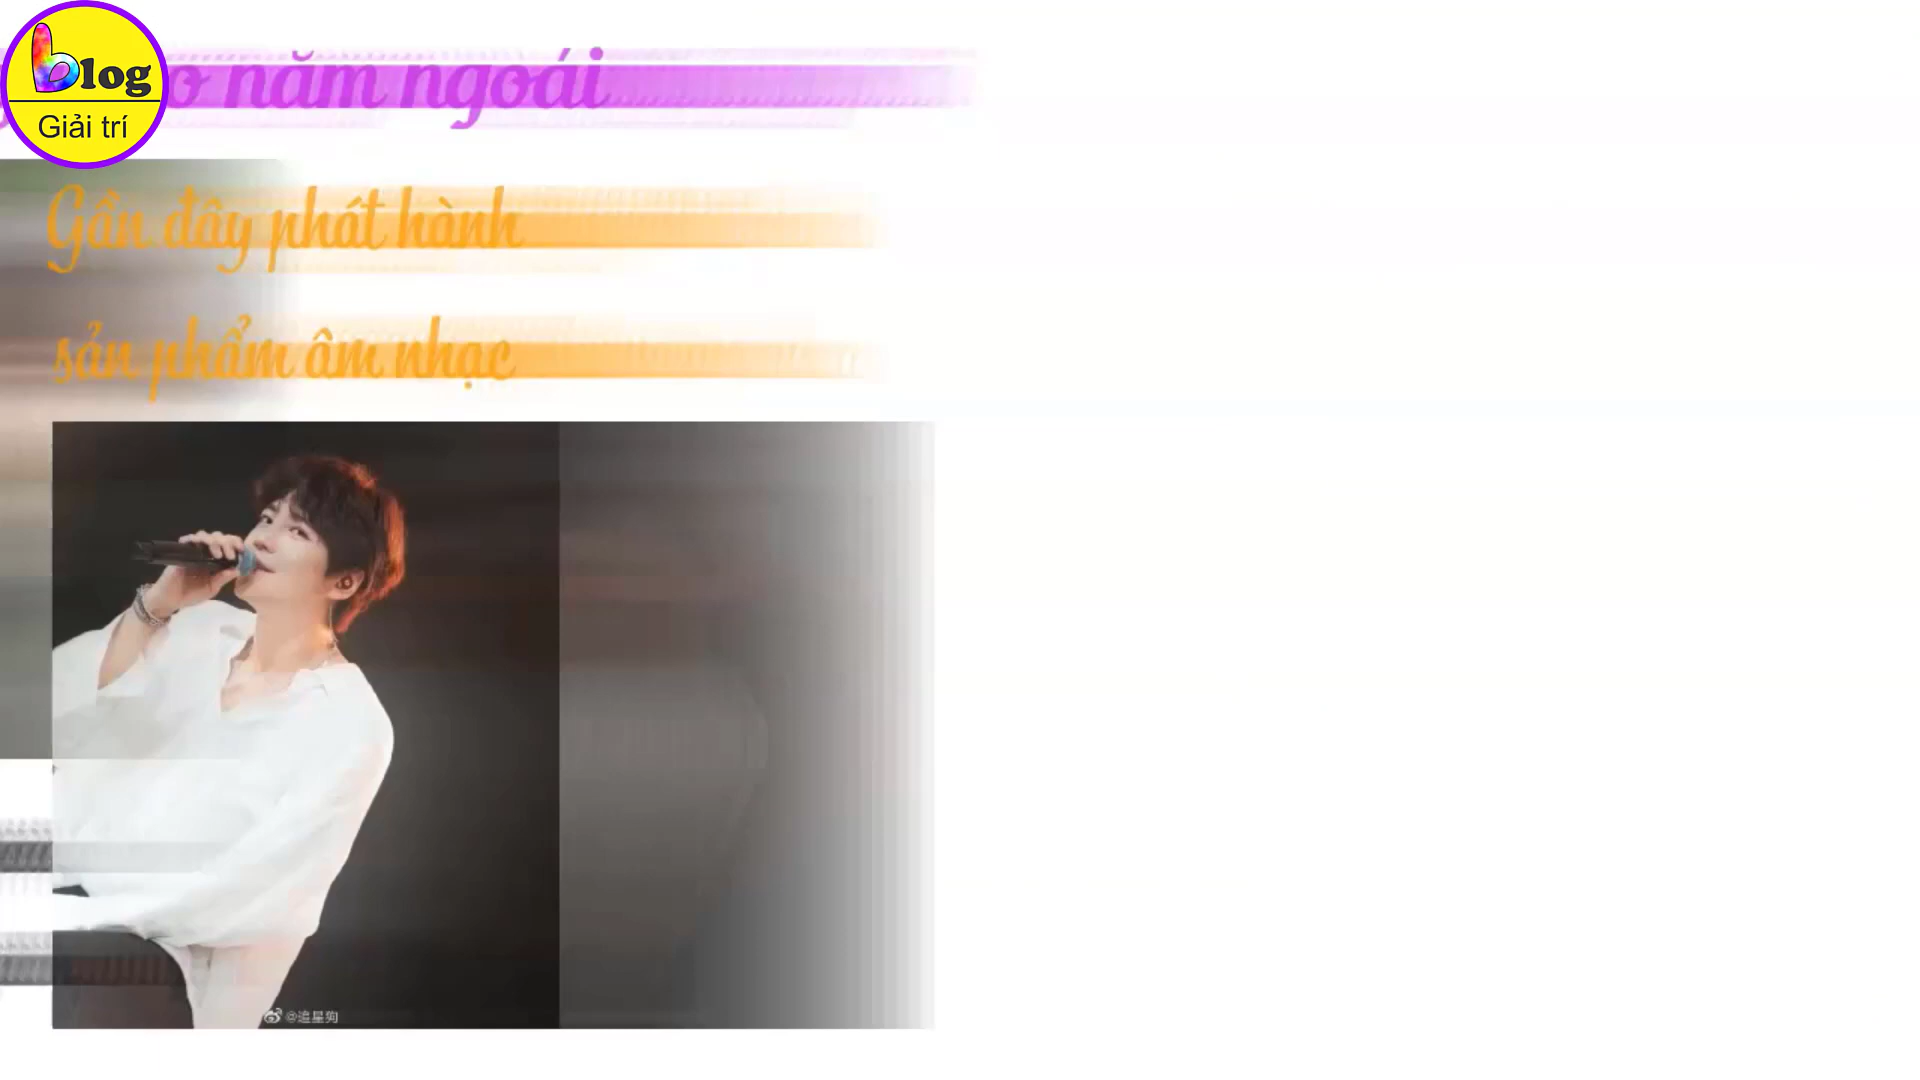 blog
Giải trí
năm ngoái
Gần đây phát hành
sản phẩm âm nhạc
@追星狗